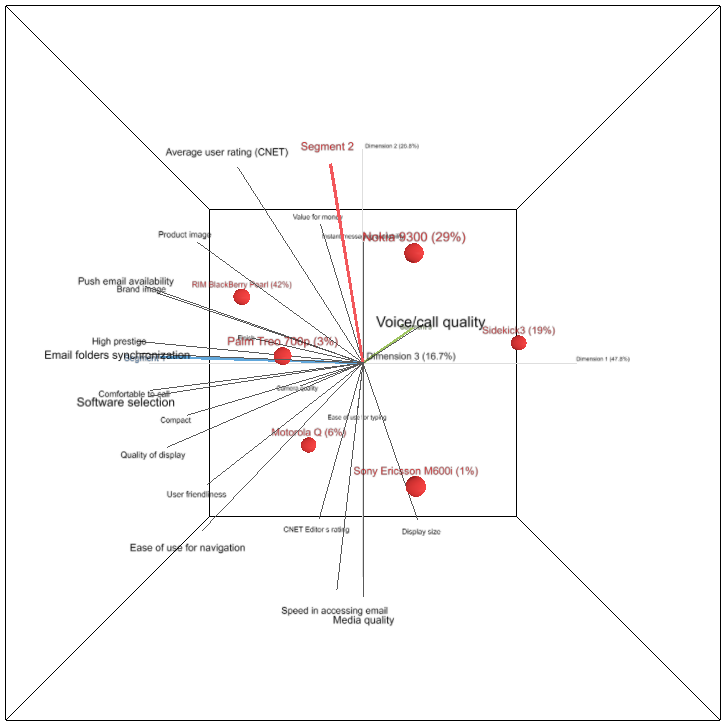 Segment 2
Dimension 2 (26.8%)
Average user rating (CNET)
Value for money
Product image
Nokia 9300 (29%)
Push email availability
Brand image
RIM BlackBerry Pearl (42%)
Voice/call quality
Sidekick3 (19%)
High prestige
Palm Treo 700p (3%)
Email folders synchronization
Dimension 3 (16.7%)
Dimension 1 (47.8%)
Camera quality
Comfortable to call
Software selection
Compact
Ease of use for typing
Motorola Q (6%)
Quality of display
Sony Ericsson M600i (1%)
User friendliness
CNET Editor s rating
Display size
Ease of use for navigation
Speed in accessing email
Media quality